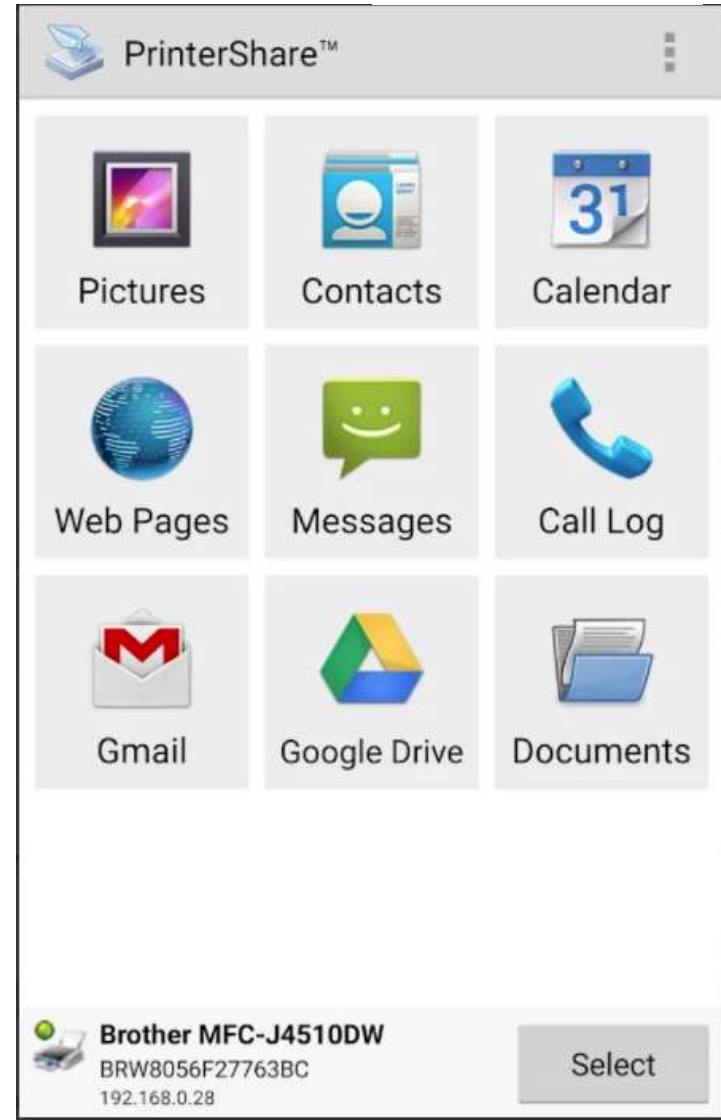 PrinterShare™
Pictures
Contacts
31
Calendar
Web Pages
Messages
Call Log
Gmail
Google Drive
Documents
Brother MFC-J4510DW
BRW8056F27763BC
192.168.0.28
Select